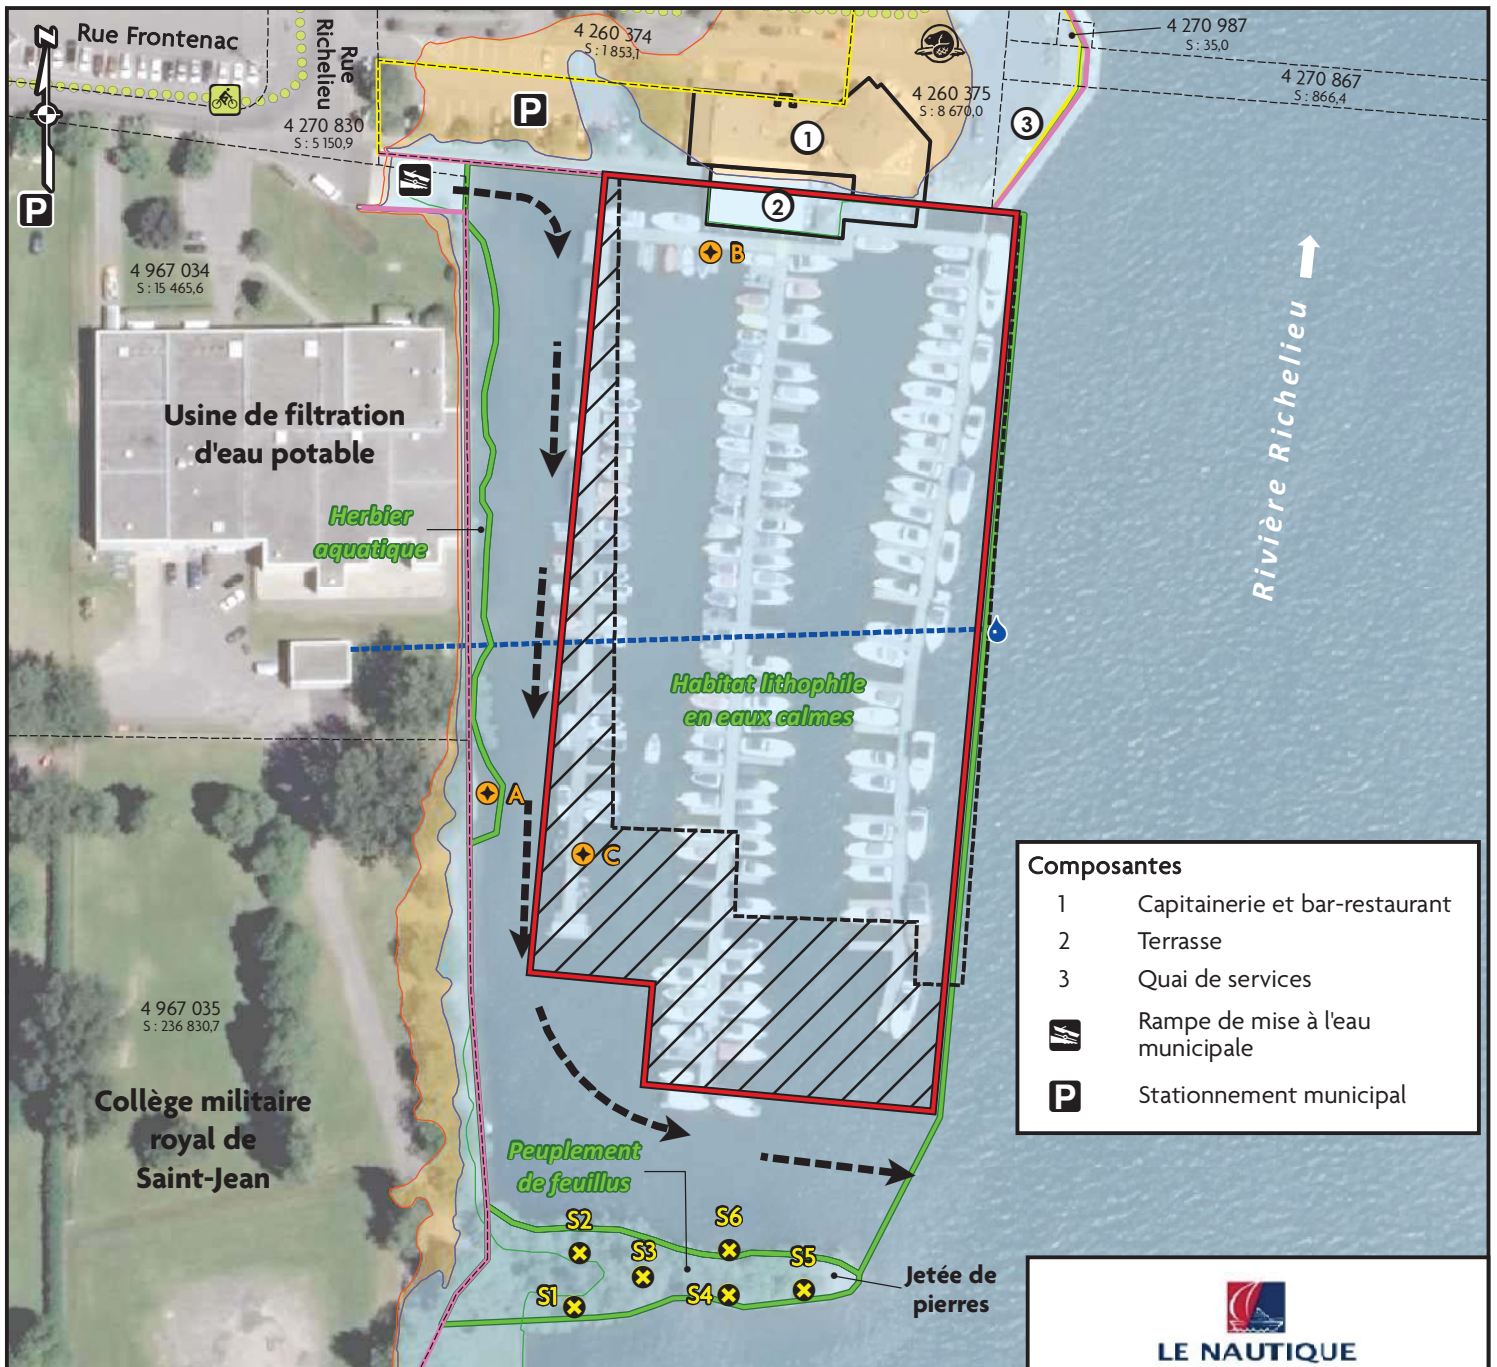 N
P
Rue Frontenac
Rue
Richelieu
4 270 830
S : 5 150,9
4 260 374
S : 1 853,1
P
4 260 375
S : 8 670,0
1
2
3
4 270 987
S : 35,0
4 270 867
S : 866,4
B
4 967 034
S : 15 465,6
Usine de filtration
d'eau potable
Herbier
aquatique
Rivière Richelieu
Habitat lithophile
en eaux calmes
A
C
4 967 035
S : 236 830,7
Collège militaire
royal de
Saint-Jean
Composantes
1 Capitainerie et bar-restaurant
2 Terrasse
3 Quai de services
Rampe de mise à l'eau
municipale
P Stationnement municipal
Peuplement
de feuillus
S2
S6
S3
S5
S1
S4
Jetée de
pierres
LE NAUTIQUE